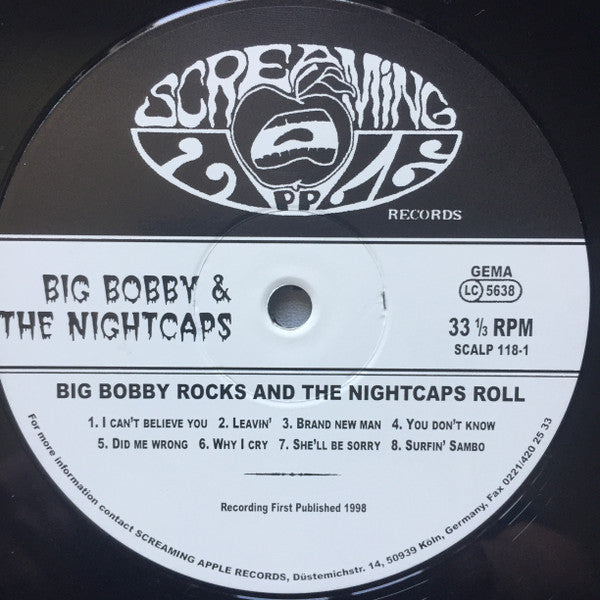 SCREAMING
APPLE
RECORDS
BIG BOBBY &
THE NIGHTCAPS
GEMA
LC 5638
33 ⅓ RPM
SCALP 118-1
BIG BOBBY ROCKS AND THE NIGHTCAPS ROLL
1. I CAN'T BELIEVE YOU 2. LEAVIN' 3. BRAND NEW MAN 4. YOU DON'T KNOW
5. DID ME WRONG 6. WHY I CRY 7. SHE'LL BE SORRY 8. SURFIN' SAMBO
Recording First Published 1998
For more information contact SCREAMING APPLE RECORDS, Düstemichstr. 14, 50939 Köln, Germany, Fax 0221/420 25 33